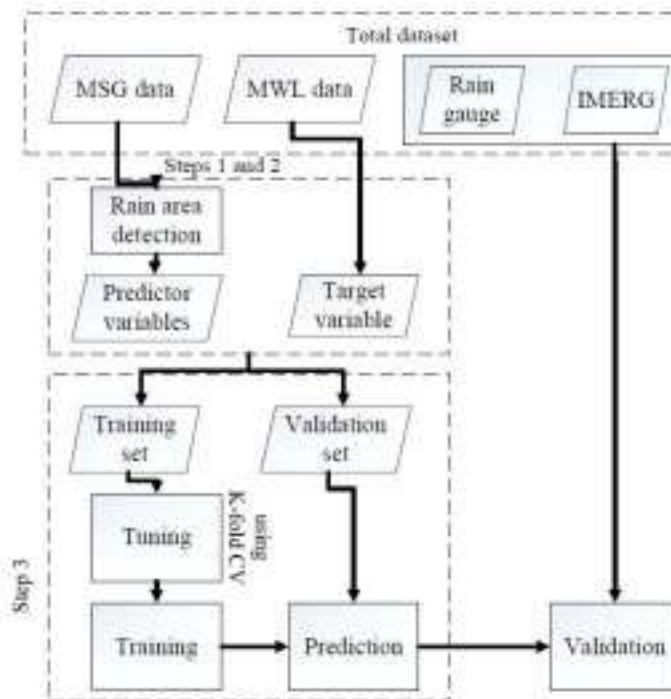 Total dataset
MSG data
MWL data
Rain
gauge
IMERG
Steps 1 and 2
Rain area
detection
Predictor
variables
Target
variable
Training
set
Validation
set
Tuning
using
K-fold CV
Step 3
Training
Prediction
Validation